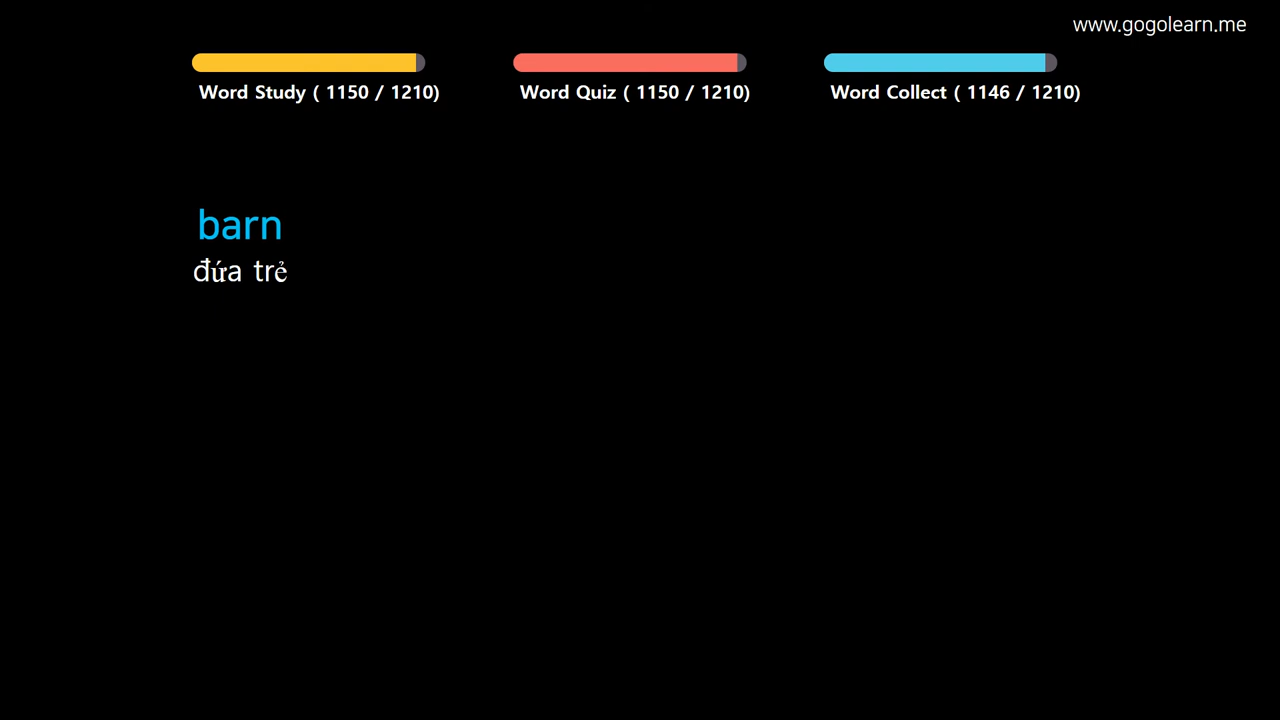 www.gogolearn.me
Word Study ( 1150 / 1210)
Word Quiz ( 1150 / 1210)
Word Collect ( 1146 / 1210)
barn
đứa trẻ